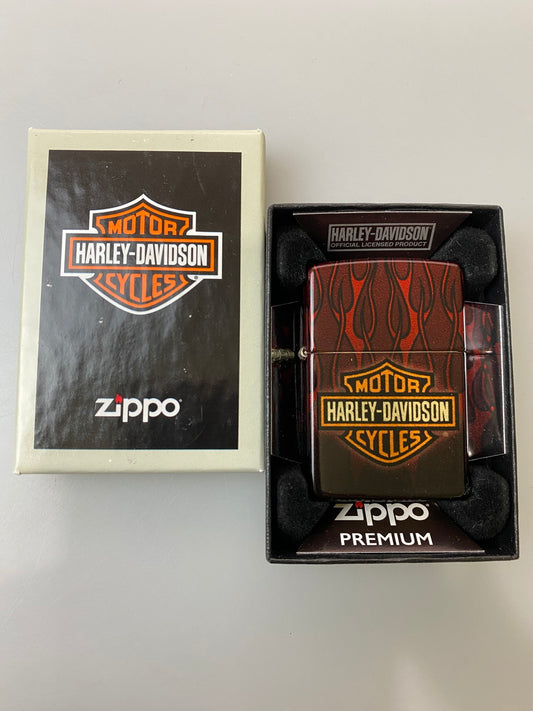 MOTOR
HARLEY-DAVIDSON
CYCLES
zippo
HARLEY-DAVIDSON
OFFICIAL LICENSED PRODUCT
MOTOR
HARLEY-DAVIDSON
CYCLES
zippo
PREMIUM